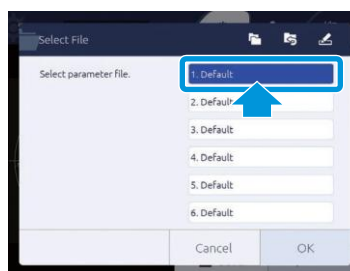 Select File
Select parameter file.
1. Default
2. Default
3. Default
4. Default
5. Default
6. Default
Cancel
OK